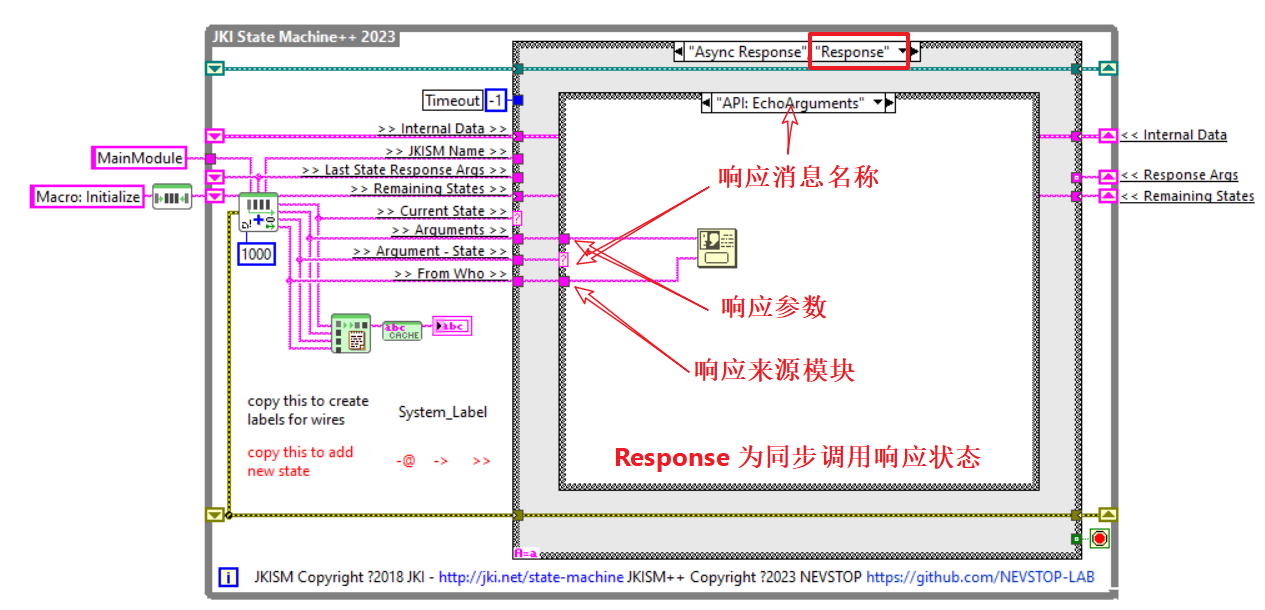 JKI State Machine++ 2023
"Async Response", "Response"
Timeout -1
"API: EchoArguments"
>> Internal Data >>
<< Internal Data
MainModule
>> JKISM Name >>
>> Last State Response Args >>
<< Response Args
响应消息名称
Macro: Initialize
>> Remaining States >>
<< Remaining States
>> Current State >>
?
>> Arguments >>
1000
>> Argument - State >>
?
>> From Who >>
响应参数
abc
CACHE
abc
响应来源模块
copy this to create
labels for wires
System_Label
copy this to add
new state
-@ -> >>
Response 为同步调用响应状态
A=a
i
JKISM Copyright ?2018 JKI - http://jki.net/state-machine JKISM++ Copyright ?2023 NEVSTOP https://github.com/NEVSTOP-LAB